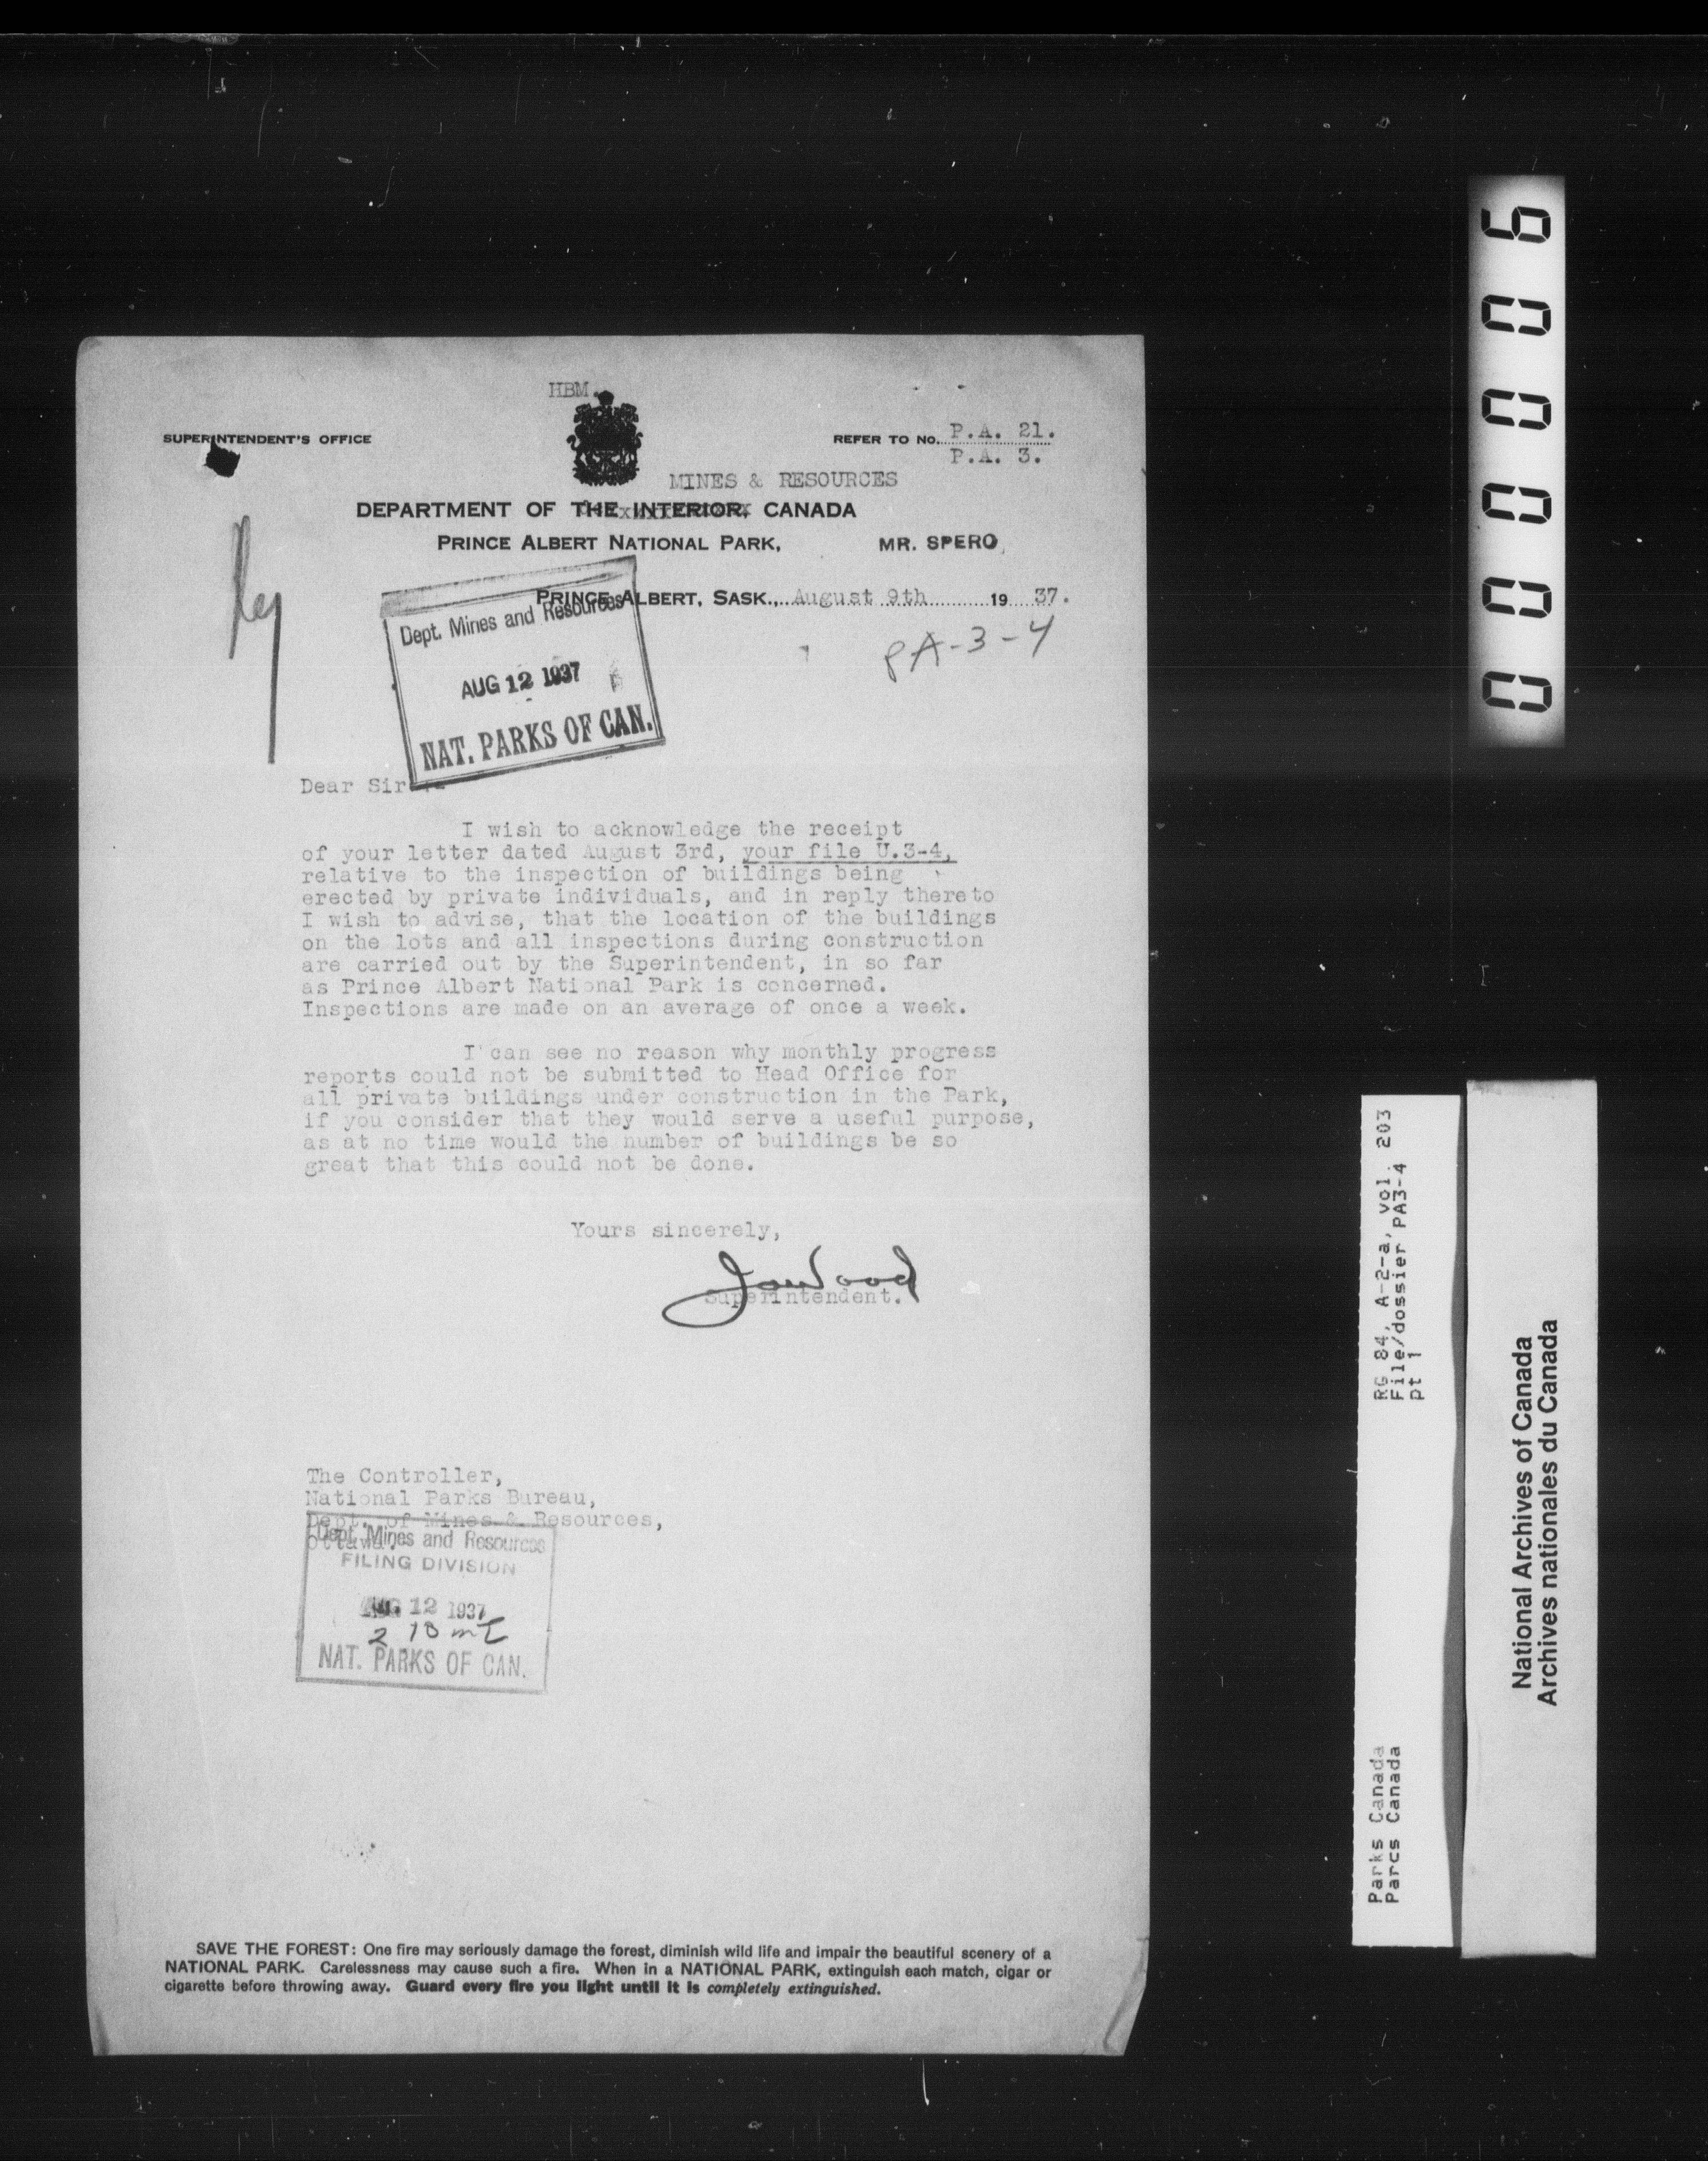 HBM.
SUPERINTENDENT'S OFFICE
REFER TO NO. P.A. 21.
P.A. 3.
MINES & RESOURCES
DEPARTMENT OF THE INTERIOR, CANADA
PRINCE ALBERT NATIONAL PARK,
MR. SPERO
PRINCE ALBERT, SASK., August 9th 1937.
PA-3-4
Dept. Mines and Resources
AUG 12 1937
NAT. PARKS OF CAN.
Dear Sir:-
I wish to acknowledge the receipt
of your letter dated August 3rd, your file U.3-4,
relative to the inspection of buildings being
erected by private individuals, and in reply thereto
I wish to advise, that the location of the buildings
on the lots and all inspections during construction
are carried out by the Superintendent, in so far
as Prince Albert National Park is concerned.
Inspections are made on an average of once a week.
I can see no reason why monthly progress
reports could not be submitted to Head Office for
all private buildings under construction in the Park,
if you consider that they would serve a useful purpose,
as at no time would the number of buildings be so
great that this could not be done.
Yours sincerely,
JAWood
Superintendent.
The Controller,
National Parks Bureau,
Dept. of Mines & Resources,
Ottawa.
Dept. Mines and Resources
FILING DIVISION
AUG 12 1937
NAT. PARKS OF CAN.
SAVE THE FOREST: One fire may seriously damage the forest, diminish wild life and impair the beautiful scenery of a
NATIONAL PARK. Carelessness may cause such a fire. When in a NATIONAL PARK, extinguish each match, cigar or
cigarette before throwing away. Guard every fire you light until it is completely extinguished.
000006
RG 84, A-2-a, vol. 203
File/dossier PA3-4
pt 1
Parks Canada
Parcs Canada
National Archives of Canada
Archives nationales du Canada